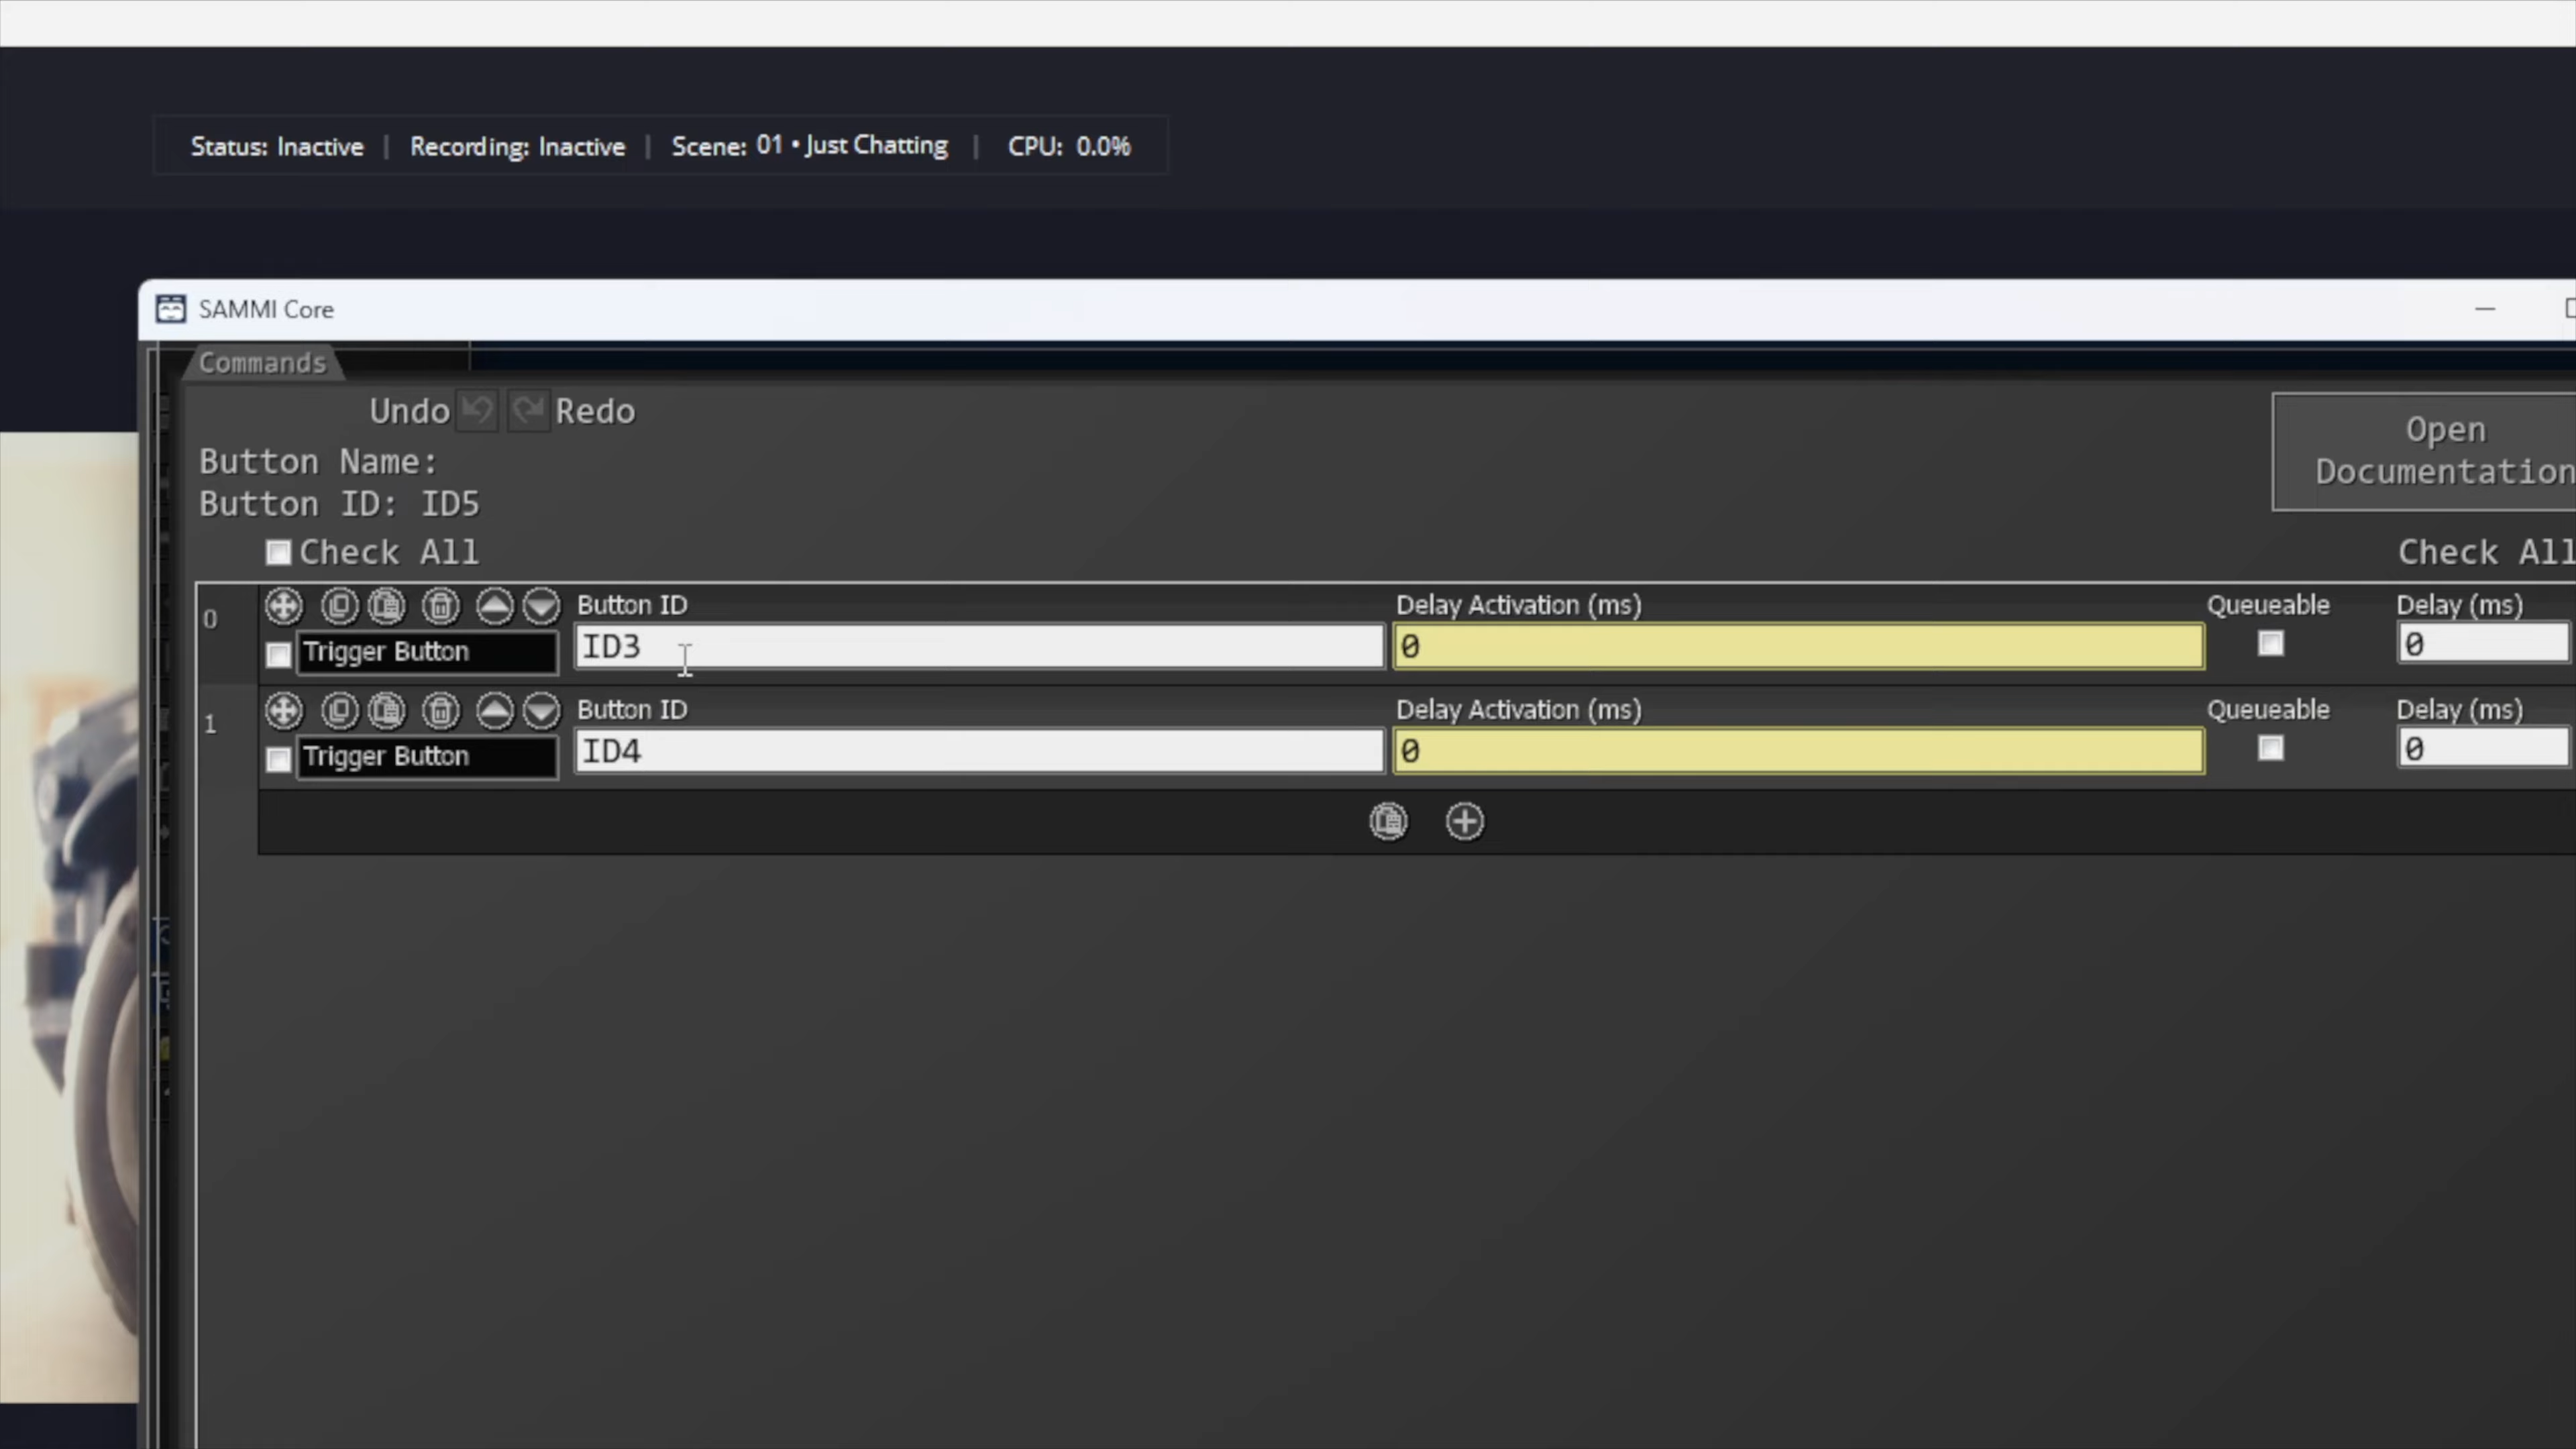 Status: Inactive | Recording: Inactive | Scene: 01 • Just Chatting | CPU: 0.0%
SAMMI Core
Commands
Undo Redo
Open
Documentation
Button Name:
Button ID: ID5
Check All
Check All
0
Button ID
Delay Activation (ms)
Queueable
Delay (ms)
Trigger Button
ID3
0
0
1
Button ID
Delay Activation (ms)
Queueable
Delay (ms)
Trigger Button
ID4
0
0